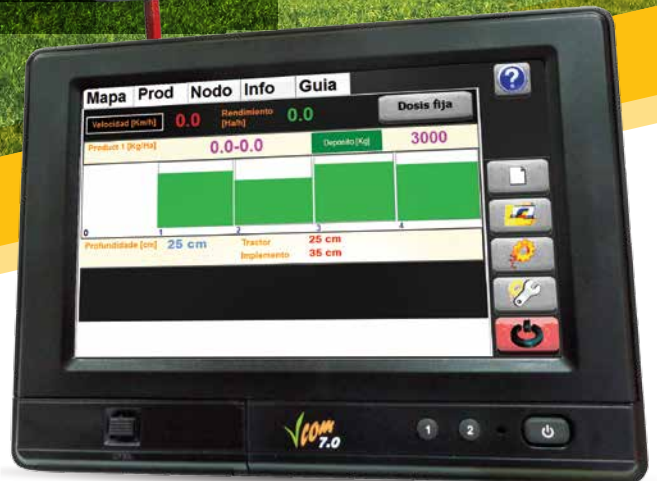 Mapa Prod Nodo Info Guia
Velocidad [Km/h] 0.0 Rendimiento [Ha/h] 0.0 Dosis fija
Product 1 [Kg/Ha] 0.0-0.0 Deposito [Kg] 3000
0 1 2 3 4
Profundidade [cm] 25 cm Tractor 25 cm
Implemento 35 cm
Vcom 7.0
1 2